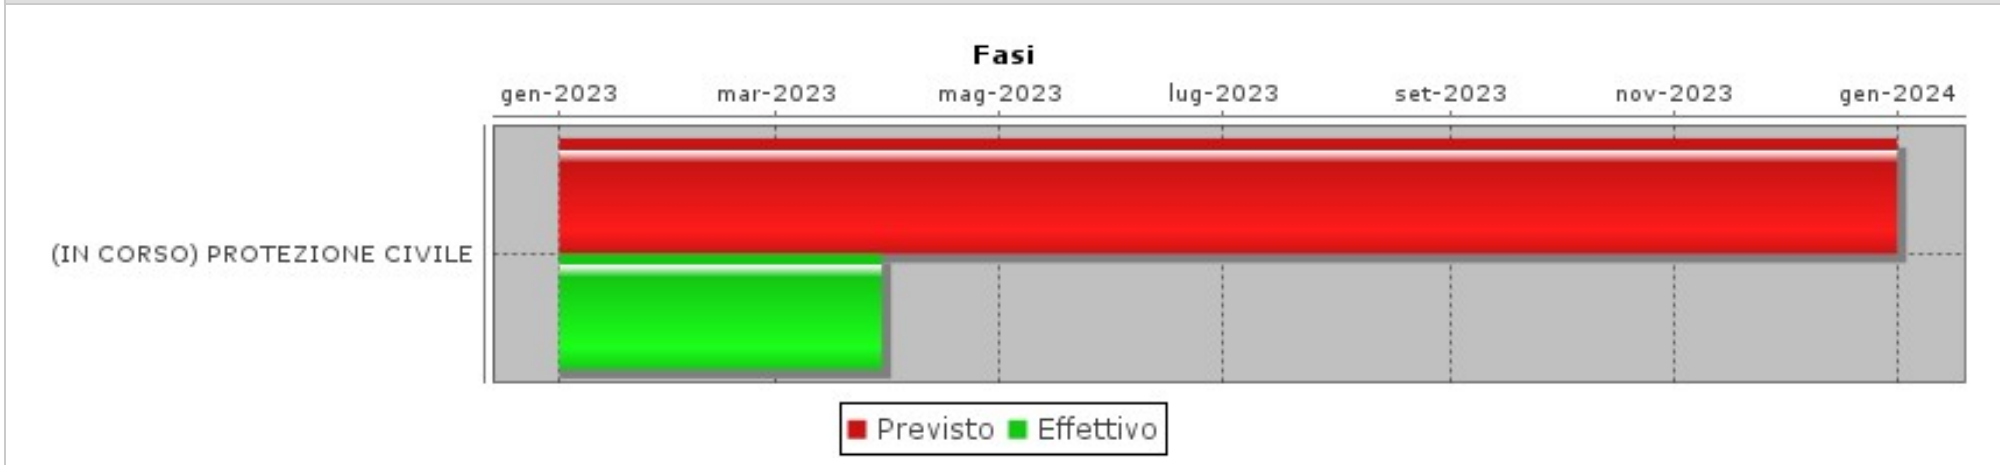 Fasi
gen-2023 mar-2023 mag-2023 lug-2023 set-2023 nov-2023 gen-2024
(IN CORSO) PROTEZIONE CIVILE
Previsto Effettivo